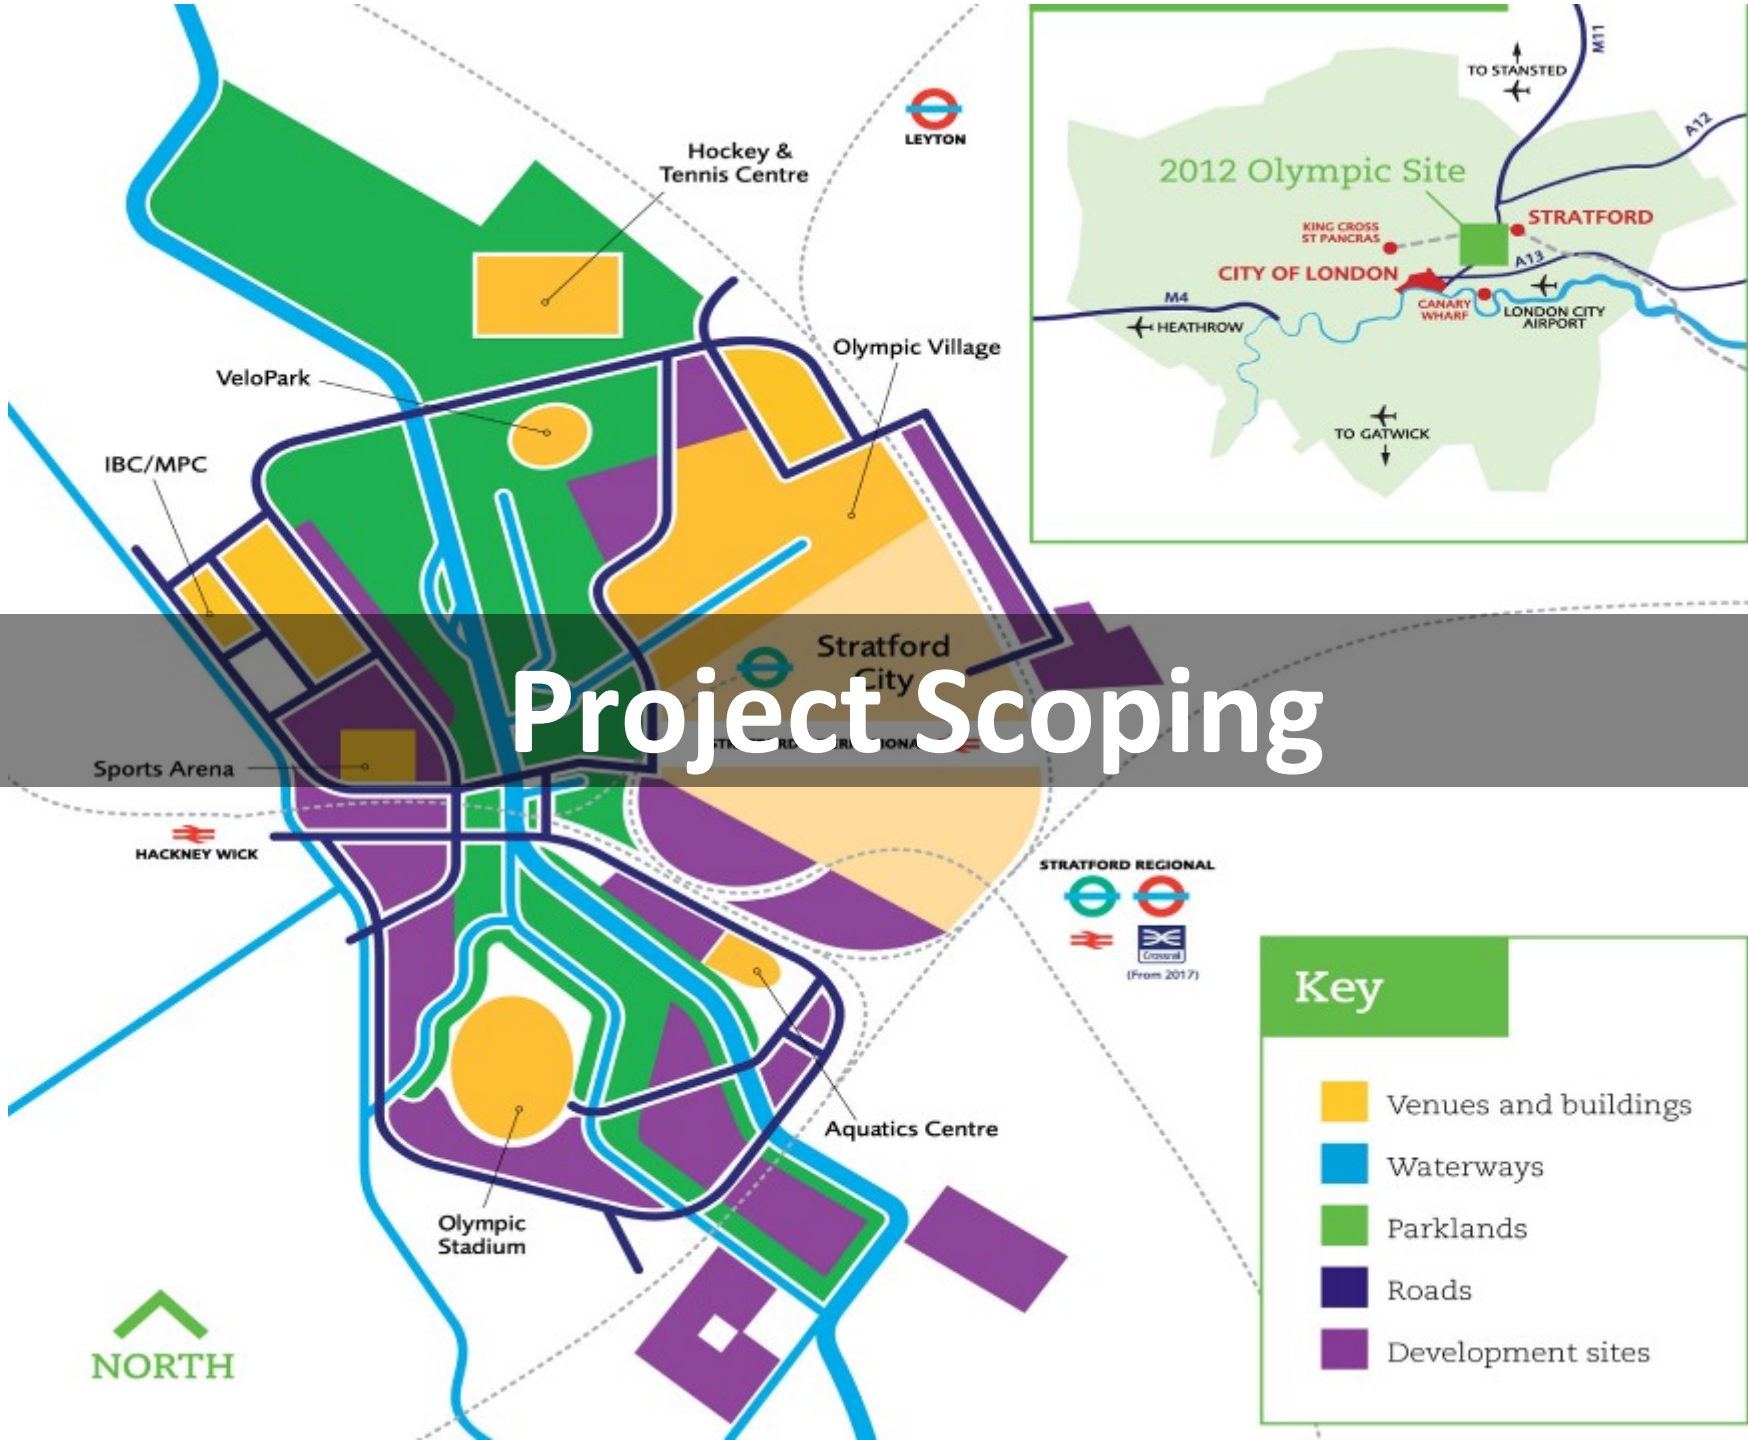 LEYTON
Hockey &
Tennis Centre
Olympic Village
VeloPark
IBC/MPC
Stratford
City
Project Scoping
Sports Arena
HACKNEY WICK
STRATFORD REGIONAL
Crossrail
(From 2017)
Aquatics Centre
Olympic
Stadium
NORTH
M11
TO STANSTED
A12
2012 Olympic Site
STRATFORD
KING CROSS
ST PANCRAS
CITY OF LONDON
A13
M4
CANARY
WHARF
LONDON CITY
AIRPORT
HEATHROW
TO GATWICK
Key
Venues and buildings
Waterways
Parklands
Roads
Development sites